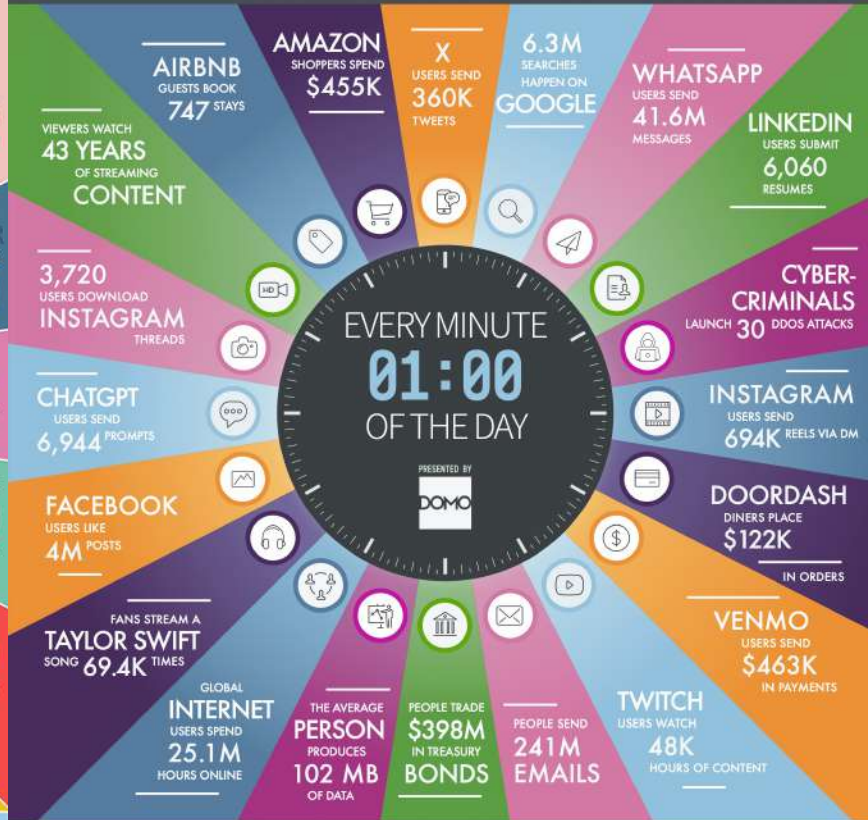 AIRBNB
GUESTS BOOK
747 STAYS
AMAZON
SHOPPERS SPEND
$455K
X
USERS SEND
360K
TWEETS
6.3M
SEARCHES
HAPPEN ON
GOOGLE
WHATSAPP
USERS SEND
41.6M
MESSAGES
LINKEDIN
USERS SUBMIT
6,060
RESUMES
CYBER-
CRIMINALS
LAUNCH 30 DDOS ATTACKS
INSTAGRAM
USERS SEND
694K REELS VIA DM
DOORDASH
DINERS PLACE
$122K
IN ORDERS
VENMO
USERS SEND
$463K
IN PAYMENTS
TWITCH
USERS WATCH
48K
HOURS OF CONTENT
PEOPLE SEND
241M
EMAILS
PEOPLE TRADE
$398M
IN TREASURY
BONDS
THE AVERAGE
PERSON
PRODUCES
102 MB
OF DATA
GLOBAL
INTERNET
USERS SPEND
25.1M
HOURS ONLINE
FANS STREAM A
TAYLOR SWIFT
SONG 69.4K TIMES
FACEBOOK
USERS LIKE
4M POSTS
CHATGPT
USERS SEND
6,944 PROMPTS
3,720
USERS DOWNLOAD
INSTAGRAM
THREADS
VIEWERS WATCH
43 YEARS
OF STREAMING
CONTENT
HD
EVERY MINUTE
01:00
OF THE DAY
PRESENTED BY
DOMO